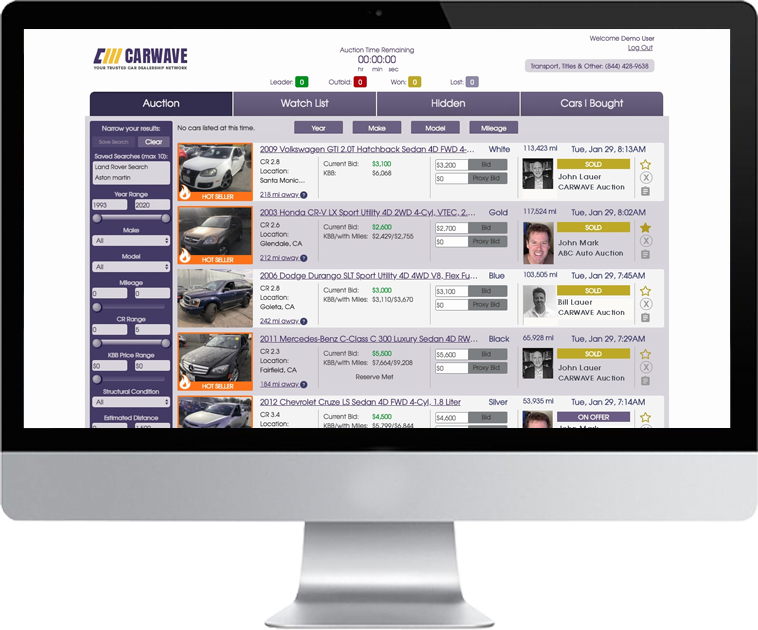 Welcome Demo User
Log Out
CARWAVE
YOUR TRUSTED CAR DEALERSHIP NETWORK
Auction Time Remaining
00:00:00
hr min sec
Transport, Titles & Other: (844) 428-9638
Leader: 0 Outbid: 0 Won: 0 Lost: 0
Auction Watch List Hidden Cars I Bought
Narrow your results:
Save Search Clear
Saved Searches (max 10):
Land Rover Search
Aston martin
Year Range
1993 2020
Make
All
Model
All
Mileage
0 0
CR Range
0 5
KBB Price Range
$0 $0
Structural Condition
All
Estimated Distance
No cars listed at this time. Year Make Model Mileage
2009 Volkswagen GTI 2.0T Hatchback Sedan 4D FWD 4-... White 113,423 mi Tue, Jan 29, 8:13AM
CR 2.8 Current Bid: $3,100 $3,200 Bid SOLD
Location: KBB: $6,068 $0 Proxy Bid John Lauer
Santa Monic... CARWAVE Auction
HOT SELLER 218 mi away ?
2003 Honda CR-V LX Sport Utility 4D 2WD 4-Cyl, VTEC, 2.... Gold 117,524 mi Tue, Jan 29, 8:02AM
CR 2.6 Current Bid: $2,600 $2,700 Bid SOLD
Location: KBB/with Miles: $2,429/$2,755 $0 Proxy Bid John Mark
Glendale, CA ABC Auto Auction
HOT SELLER 212 mi away ?
2006 Dodge Durango SLT Sport Utility 4D 4WD V8, Flex Fu... Blue 103,505 mi Tue, Jan 29, 7:45AM
CR 2.8 Current Bid: $3,000 $3,100 Bid SOLD
Location: KBB/with Miles: $3,110/$3,670 $0 Proxy Bid Bill Lauer
Goleta, CA CARWAVE Auction
242 mi away ?
2011 Mercedes-Benz C-Class C 300 Luxury Sedan 4D RW... Black 65,928 mi Tue, Jan 29, 7:29AM
CR 2.3 Current Bid: $5,500 $5,600 Bid SOLD
Location: KBB/with Miles: $7,664/$9,208 $0 Proxy Bid John Lauer
Fairfield, CA Reserve Met CARWAVE Auction
HOT SELLER 184 mi away ?
2012 Chevrolet Cruze LS Sedan 4D FWD 4-Cyl, 1.8 Liter Silver 53,935 mi Tue, Jan 29, 7:14AM
CR 3.4 Current Bid: $4,500 $4,600 Bid ON OFFER
Location: KBB/with Miles: $5,799/$6,844 $0 Proxy Bid John Mark